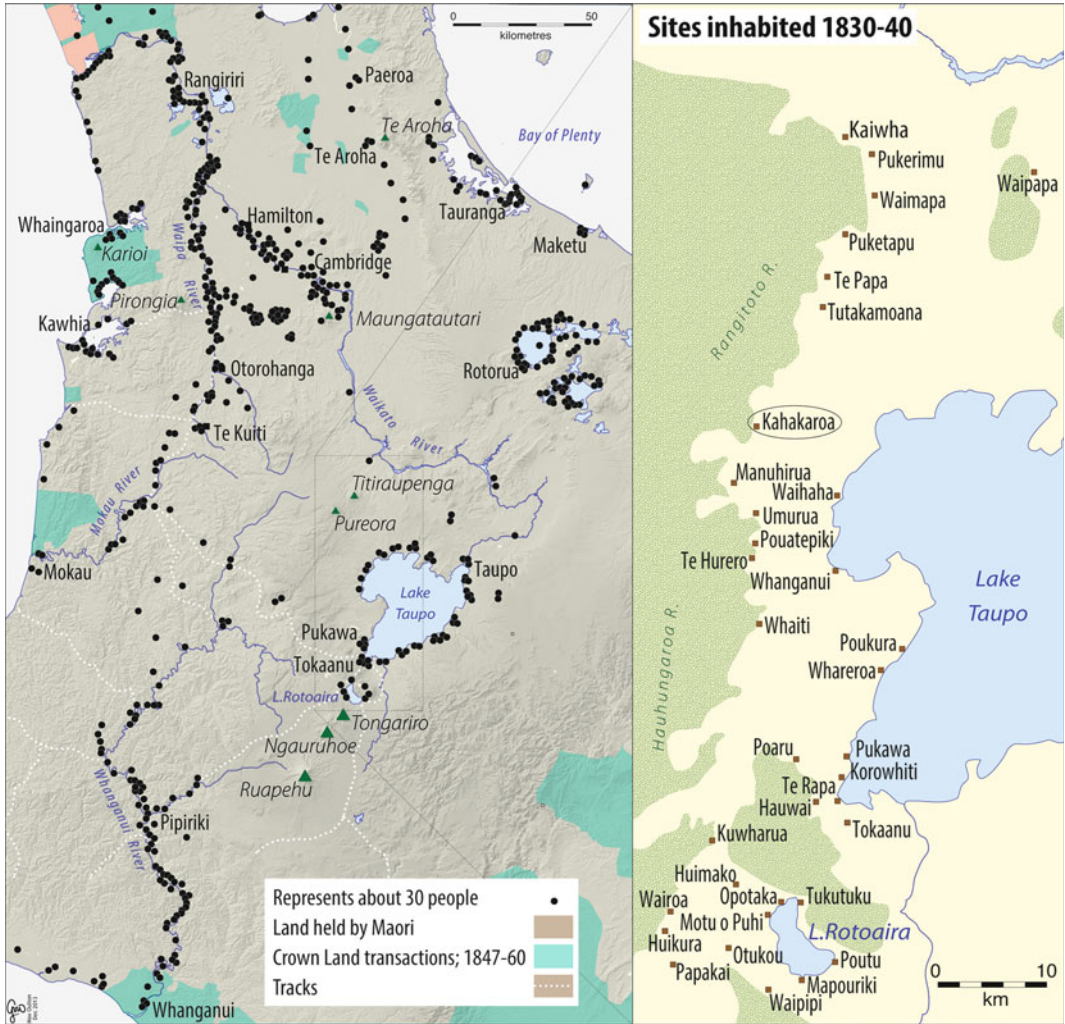 0 50
kilometres
Rangiriri
Paeroa
Te Aroha
Te Aroha
Bay of Plenty
Tauranga
Maketu
Whaingaroa
Karioi
Waipa
River
Hamilton
Cambridge
Pirongia
Maungatautari
Kawhia
Rotorua
Otorohanga
Waikato
River
Te Kuiti
Mokau River
Titiraupenga
Pureora
Mokau
Taupo
Lake
Taupo
Pukawa
Tokaanu
L.Rotoaira
Tongariro
Ngauruhoe
Ruapehu
Whanganui River
Pipiriki
Whanganui
Represents about 30 people
Land held by Maori
Crown Land transactions; 1847-60
Tracks
Max Oulton
Dec 2013
Sites inhabited 1830-40
Kaiwha
Pukerimu
Waipapa
Waimapa
Puketapu
Te Papa
Tutakamoana
Rangitoto R.
Kahakaroa
Manuhirua
Waihaha
Umurua
Pouatepiki
Te Hurero
Whanganui
Lake
Taupo
Whaiti
Poukura
Whareroa
Hauhungaroa R.
Poaru
Pukawa
Korowhiti
Te Rapa
Hauwai
Tokaanu
Kuwharua
Huimako
Opotaka
Tukutuku
Wairoa
Motu o Puhi
L.Rotoaira
Huikura
Otukou
Poutu
Papakai
Mapouriki
Waipipi
0 10
km